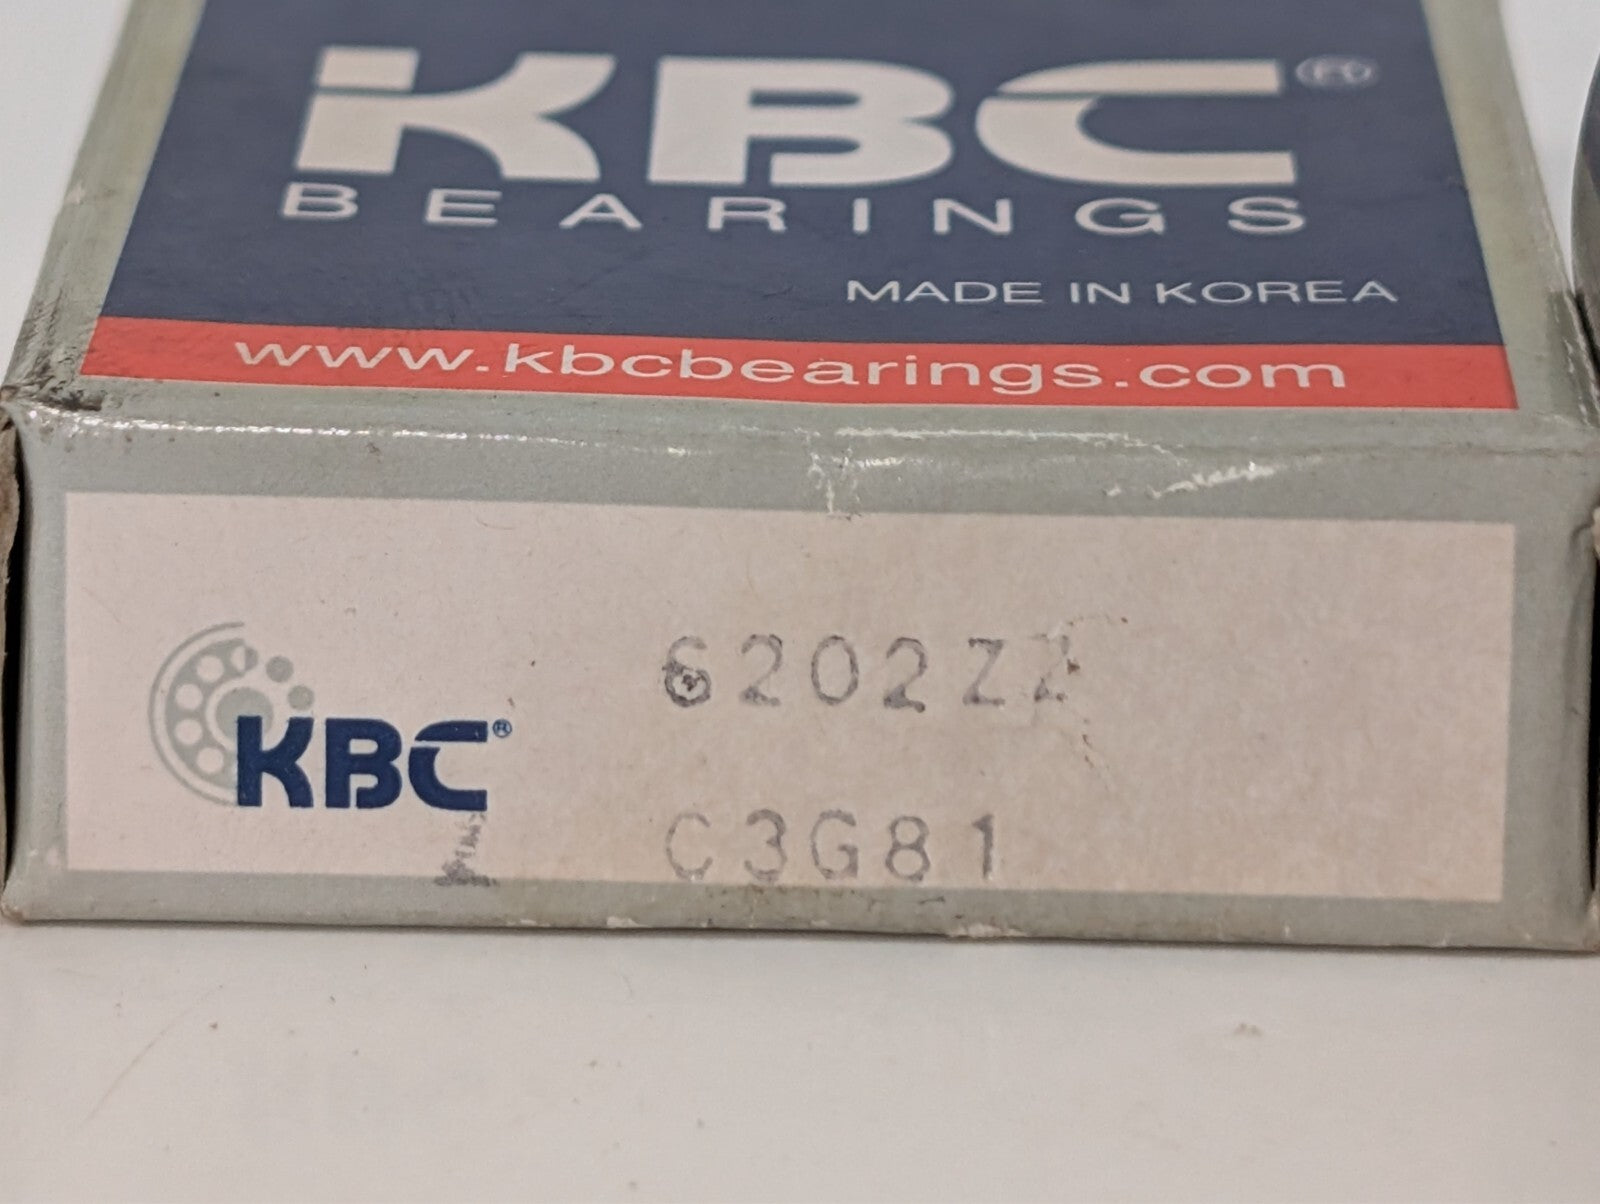 KBC®
BEARINGS
MADE IN KOREA
www.kbcbearings.com
KBC®
6202ZZ
C3G81